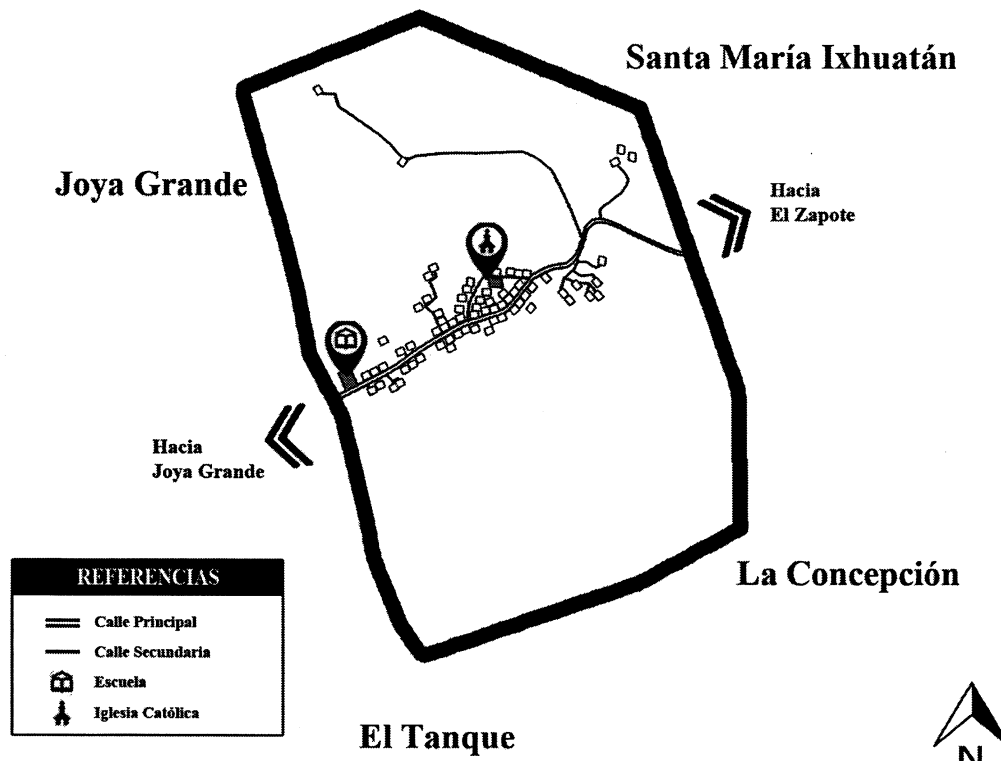 Santa María Ixhuatán
Joya Grande
Hacia
El Zapote
Hacia
Joya Grande
REFERENCIAS
Calle Principal
Calle Secundaria
Escuela
Iglesia Católica
La Concepción
El Tanque
N